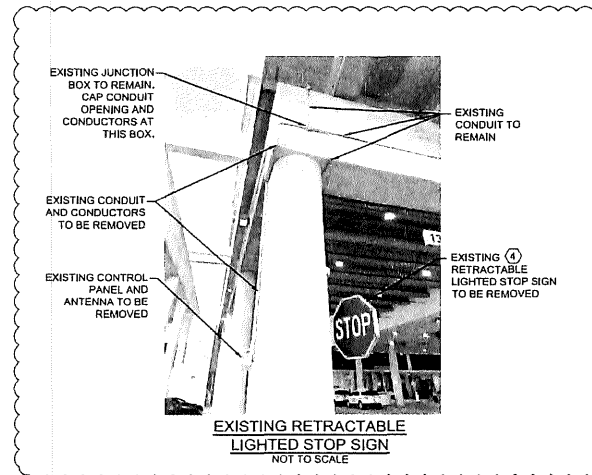 EXISTING JUNCTION
BOX TO REMAIN.
CAP CONDUIT
OPENING AND
CONDUCTORS AT
THIS BOX.
EXISTING
CONDUIT TO
REMAIN
EXISTING CONDUIT
AND CONDUCTORS
TO BE REMOVED
13
EXISTING 4
RETRACTABLE
LIGHTED STOP SIGN
TO BE REMOVED
EXISTING CONTROL
PANEL AND
ANTENNA TO BE
REMOVED
STOP
EXISTING RETRACTABLE
LIGHTED STOP SIGN
NOT TO SCALE